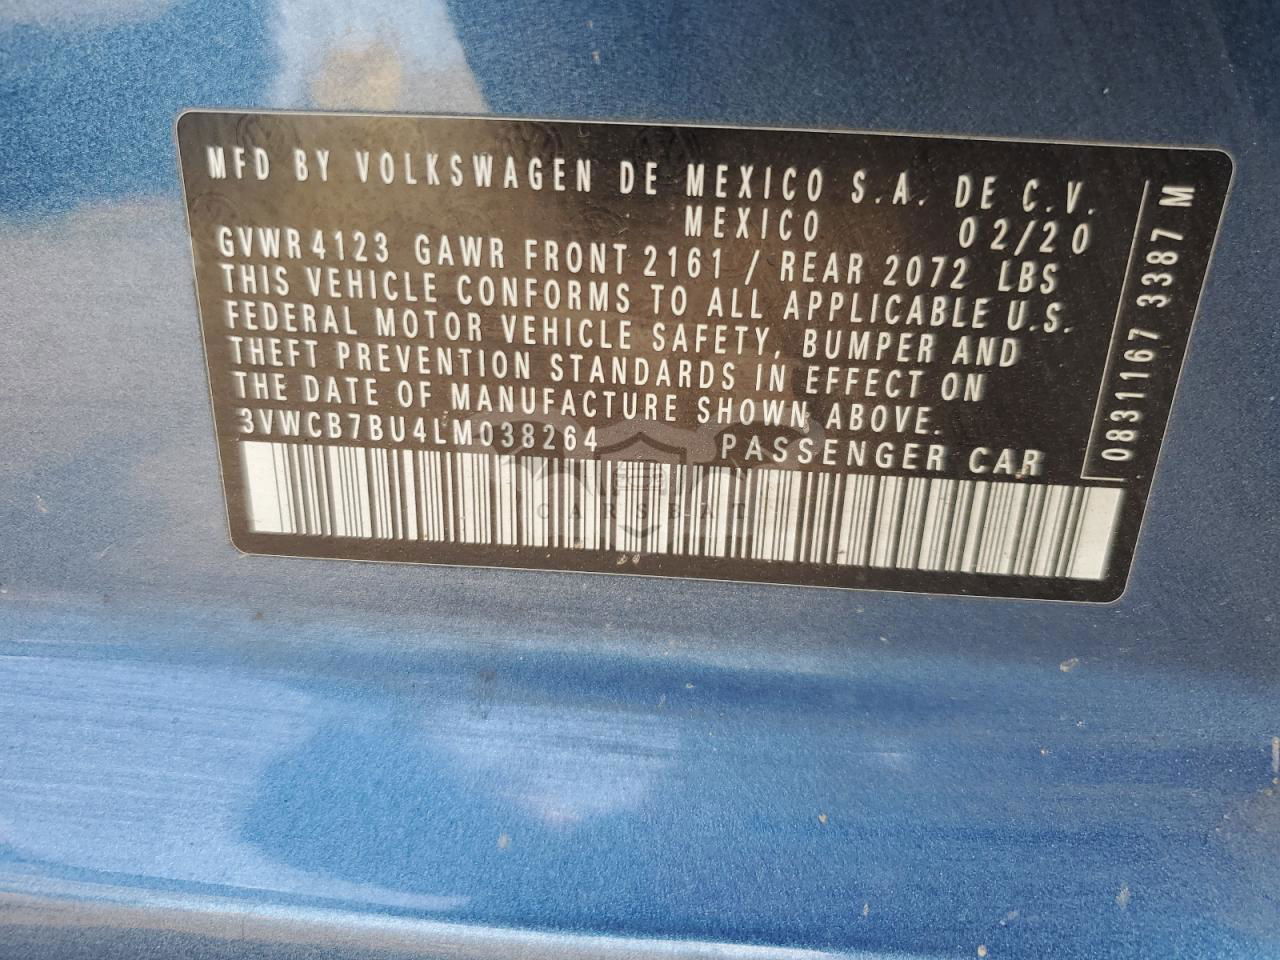 MFD BY VOLKSWAGEN DE MEXICO S.A. DE C.V.
MEXICO 02/20
GVWR 4123 GAWR FRONT 2161 / REAR 2072 LBS
THIS VEHICLE CONFORMS TO ALL APPLICABLE U.S.
FEDERAL MOTOR VEHICLE SAFETY, BUMPER AND
THEFT PREVENTION STANDARDS IN EFFECT ON
THE DATE OF MANUFACTURE SHOWN ABOVE.
3VWCB7BU4LM038264 PASSENGER CAR
0831167 3387 M
CARSBAT